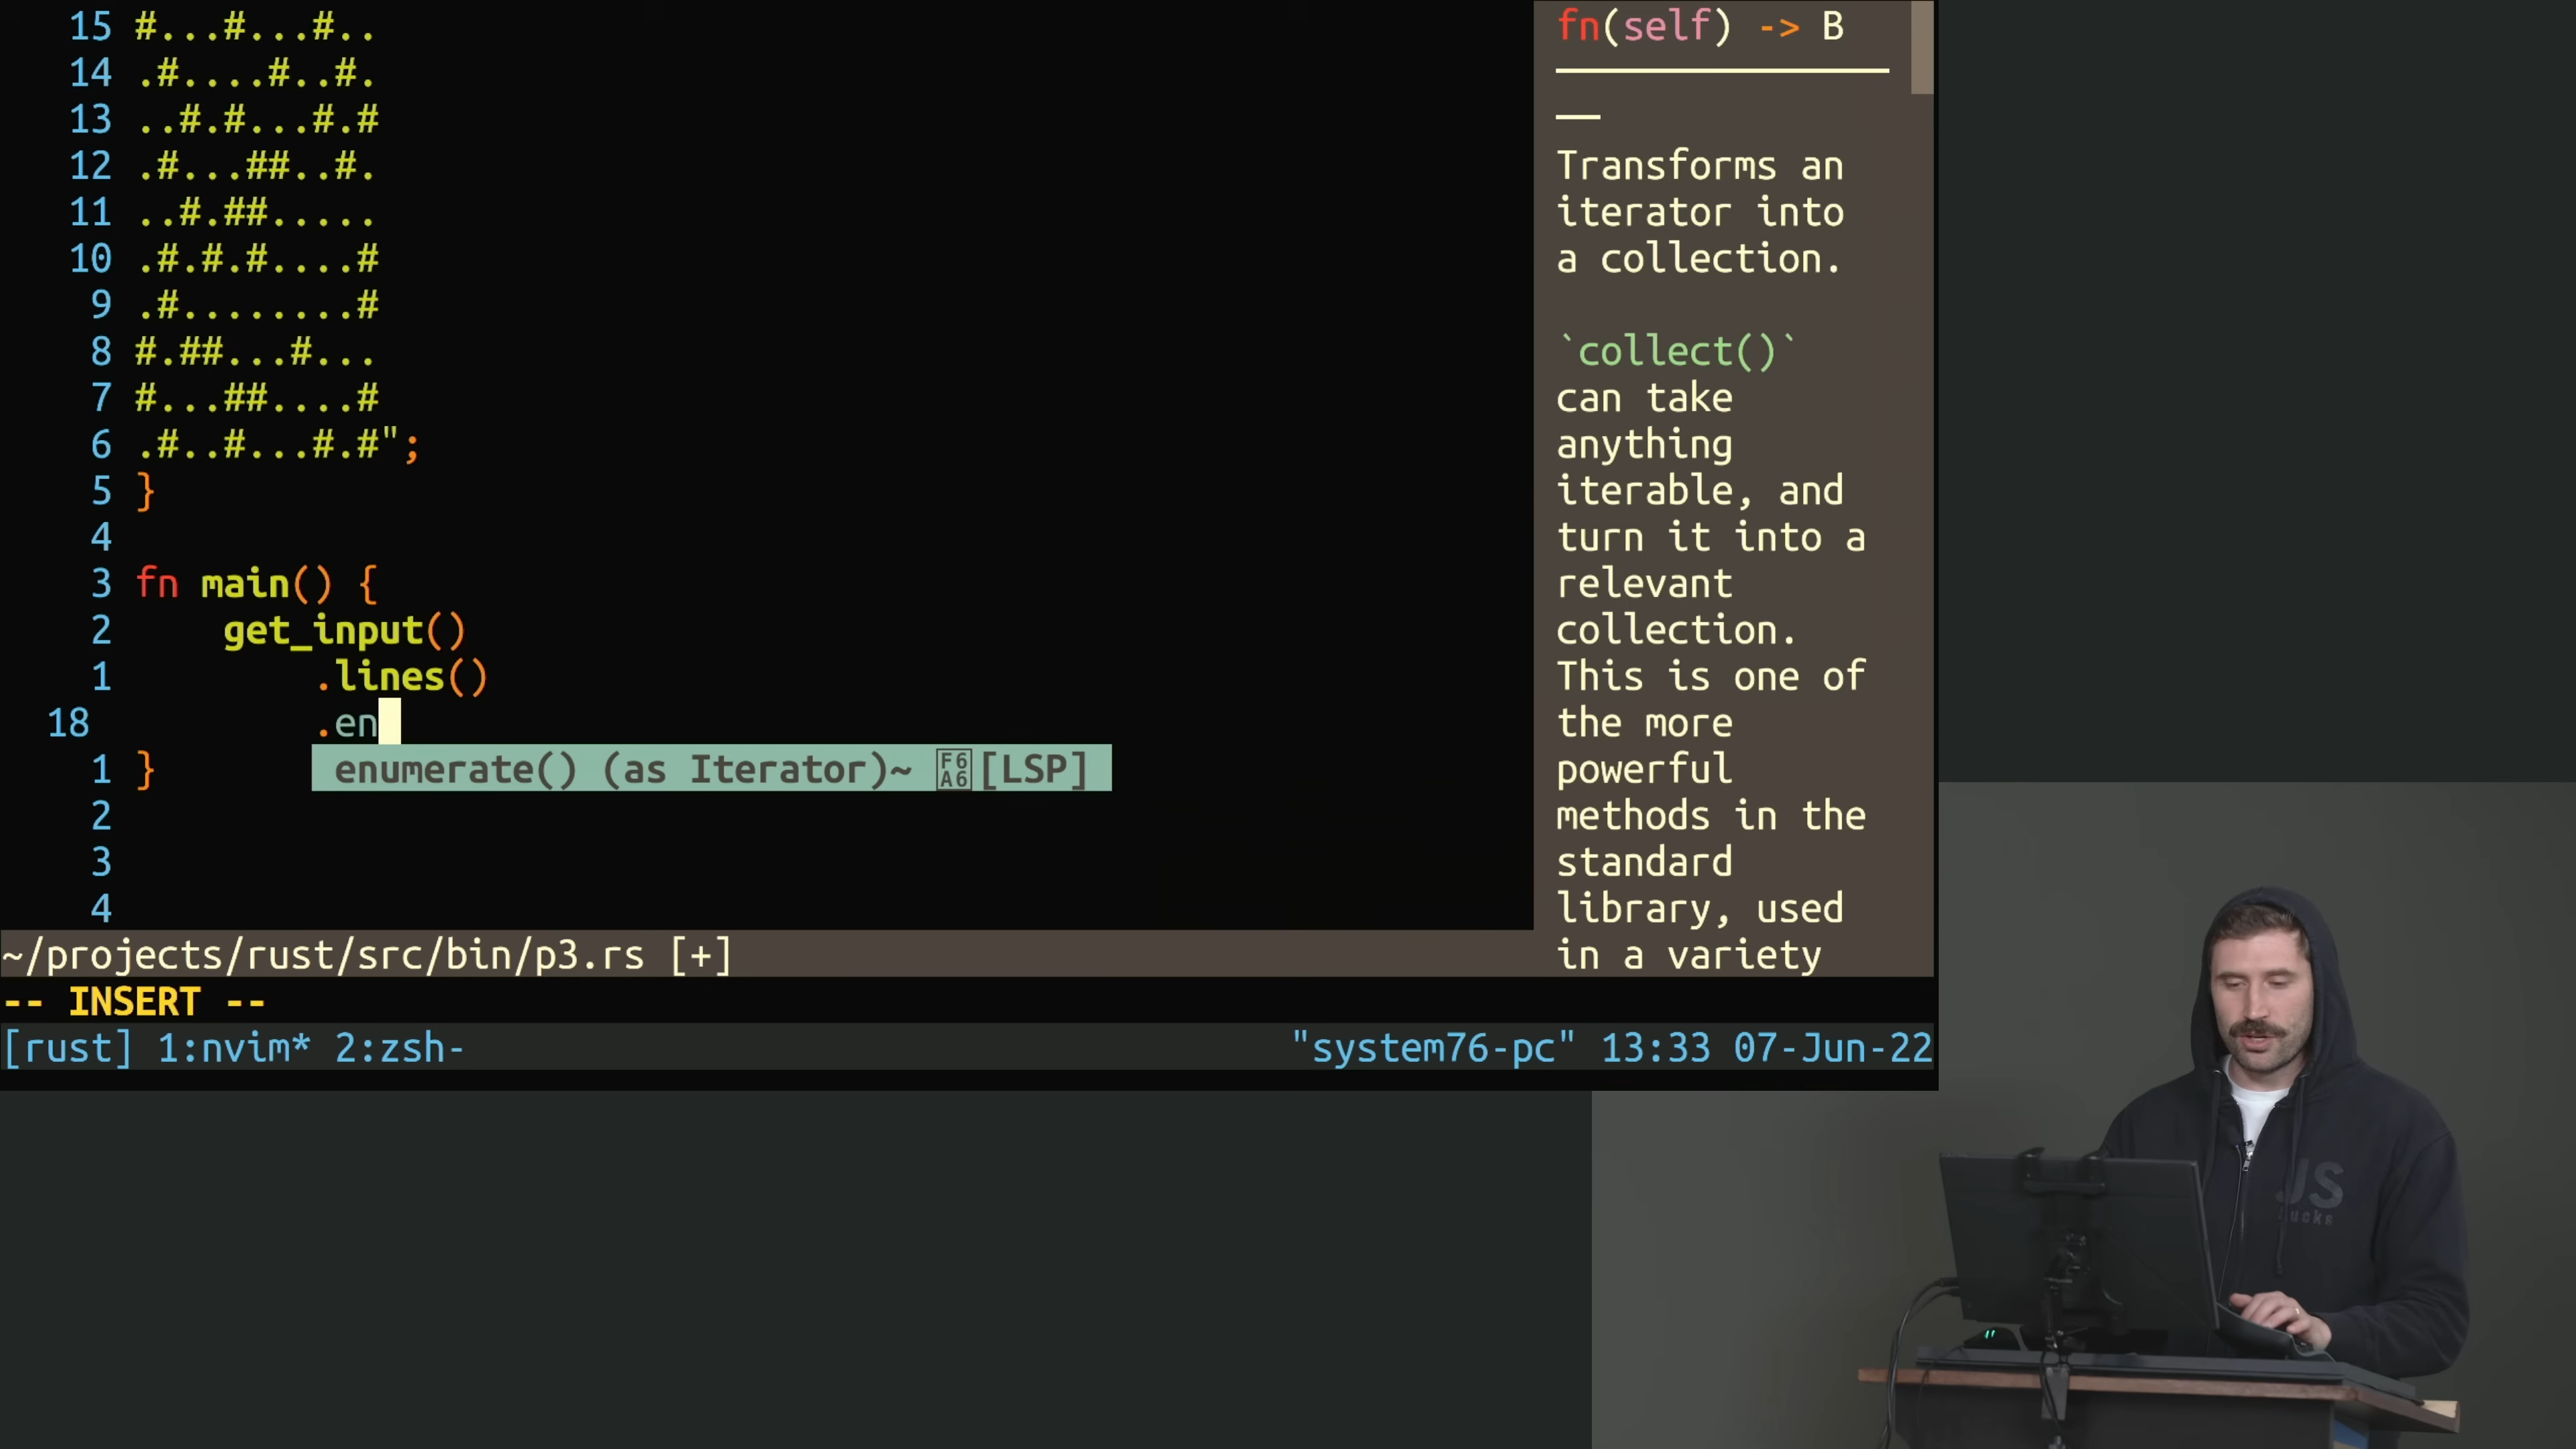 15 #...#...#..
14 .#....#..#.
13 ..#.#...#.#
12 .#...##..#.
11 ..#.##.....
10 .#.#.#....#
9 .#........#
8 #.##...#...
7 #...##....#
6 .#..#...#.#";
5 }
4
3 fn main() {
2 get_input()
1 .lines()
18 .en
enumerate() (as Iterator)~ [LSP]
1 }
2
3
4
~/projects/rust/src/bin/p3.rs [+]
-- INSERT --
[rust] 1:nvim* 2:zsh- "system76-pc" 13:33 07-Jun-22
fn(self) -> B
Transforms an
iterator into
a collection.
`collect()`
can take
anything
iterable, and
turn it into a
relevant
collection.
This is one of
the more
powerful
methods in the
standard
library, used
in a variety
JS